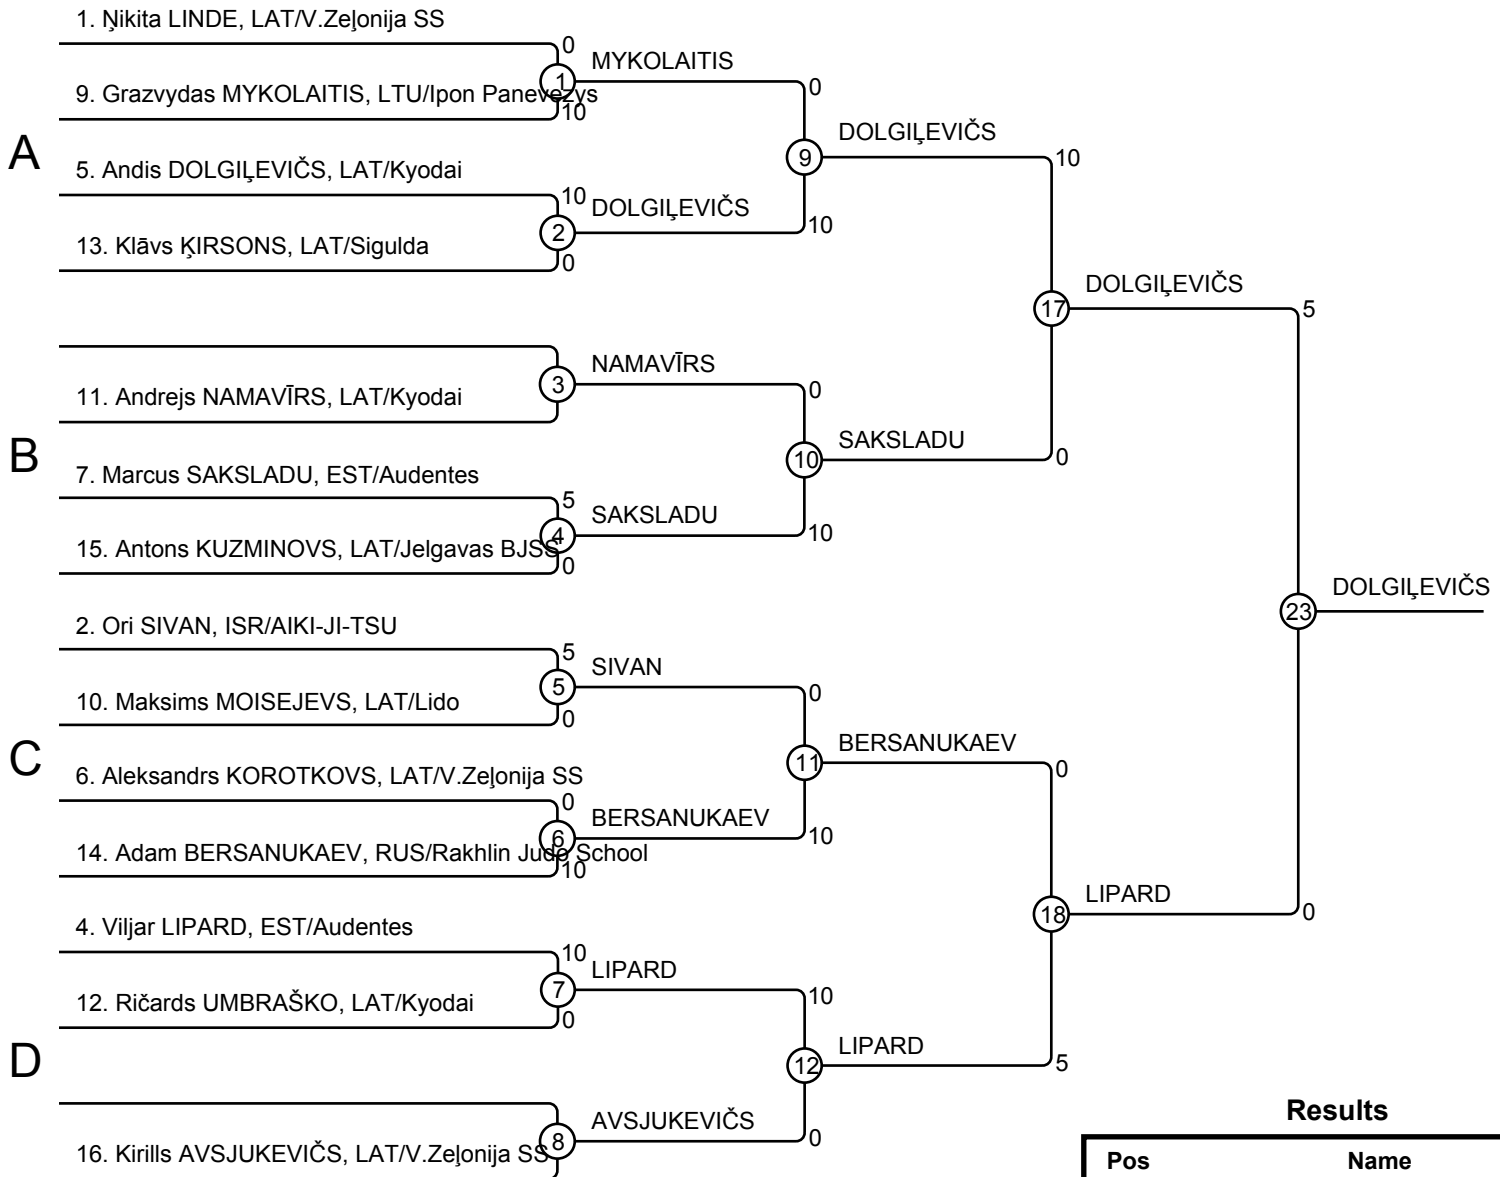 1. Ņikita LINDE, LAT/V.Zeļonija SS
0
MYKOLAITIS
1
0
9. Grazvydas MYKOLAITIS, LTU/Ipon Panevezys
10
DOLGIĻEVIČS
A
9
10
5. Andis DOLGIĻEVIČS, LAT/Kyodai
10
DOLGIĻEVIČS
10
2
13. Klāvs ĶIRSONS, LAT/Sigulda
0
DOLGIĻEVIČS
17
5
NAMAVĪRS
3
0
11. Andrejs NAMAVĪRS, LAT/Kyodai
SAKSLADU
B
10
0
7. Marcus SAKSLADU, EST/Audentes
5
SAKSLADU
4
10
15. Antons KUZMINOVS, LAT/Jelgavas BJSS
0
DOLGIĻEVIČS
23
2. Ori SIVAN, ISR/AIKI-JI-TSU
5
SIVAN
5
0
10. Maksims MOISEJEVS, LAT/Lido
0
BERSANUKAEV
C
11
0
6. Aleksandrs KOROTKOVS, LAT/V.Zeļonija SS
0
BERSANUKAEV
6
10
14. Adam BERSANUKAEV, RUS/Rakhlin Judo School
10
LIPARD
18
0
4. Viljar LIPARD, EST/Audentes
10
LIPARD
7
10
12. Ričards UMBRAŠKO, LAT/Kyodai
0
LIPARD
D
12
5
AVSJUKEVIČS
8
0
16. Kirills AVSJUKEVIČS, LAT/V.Zeļonija SS
Results
Pos Name